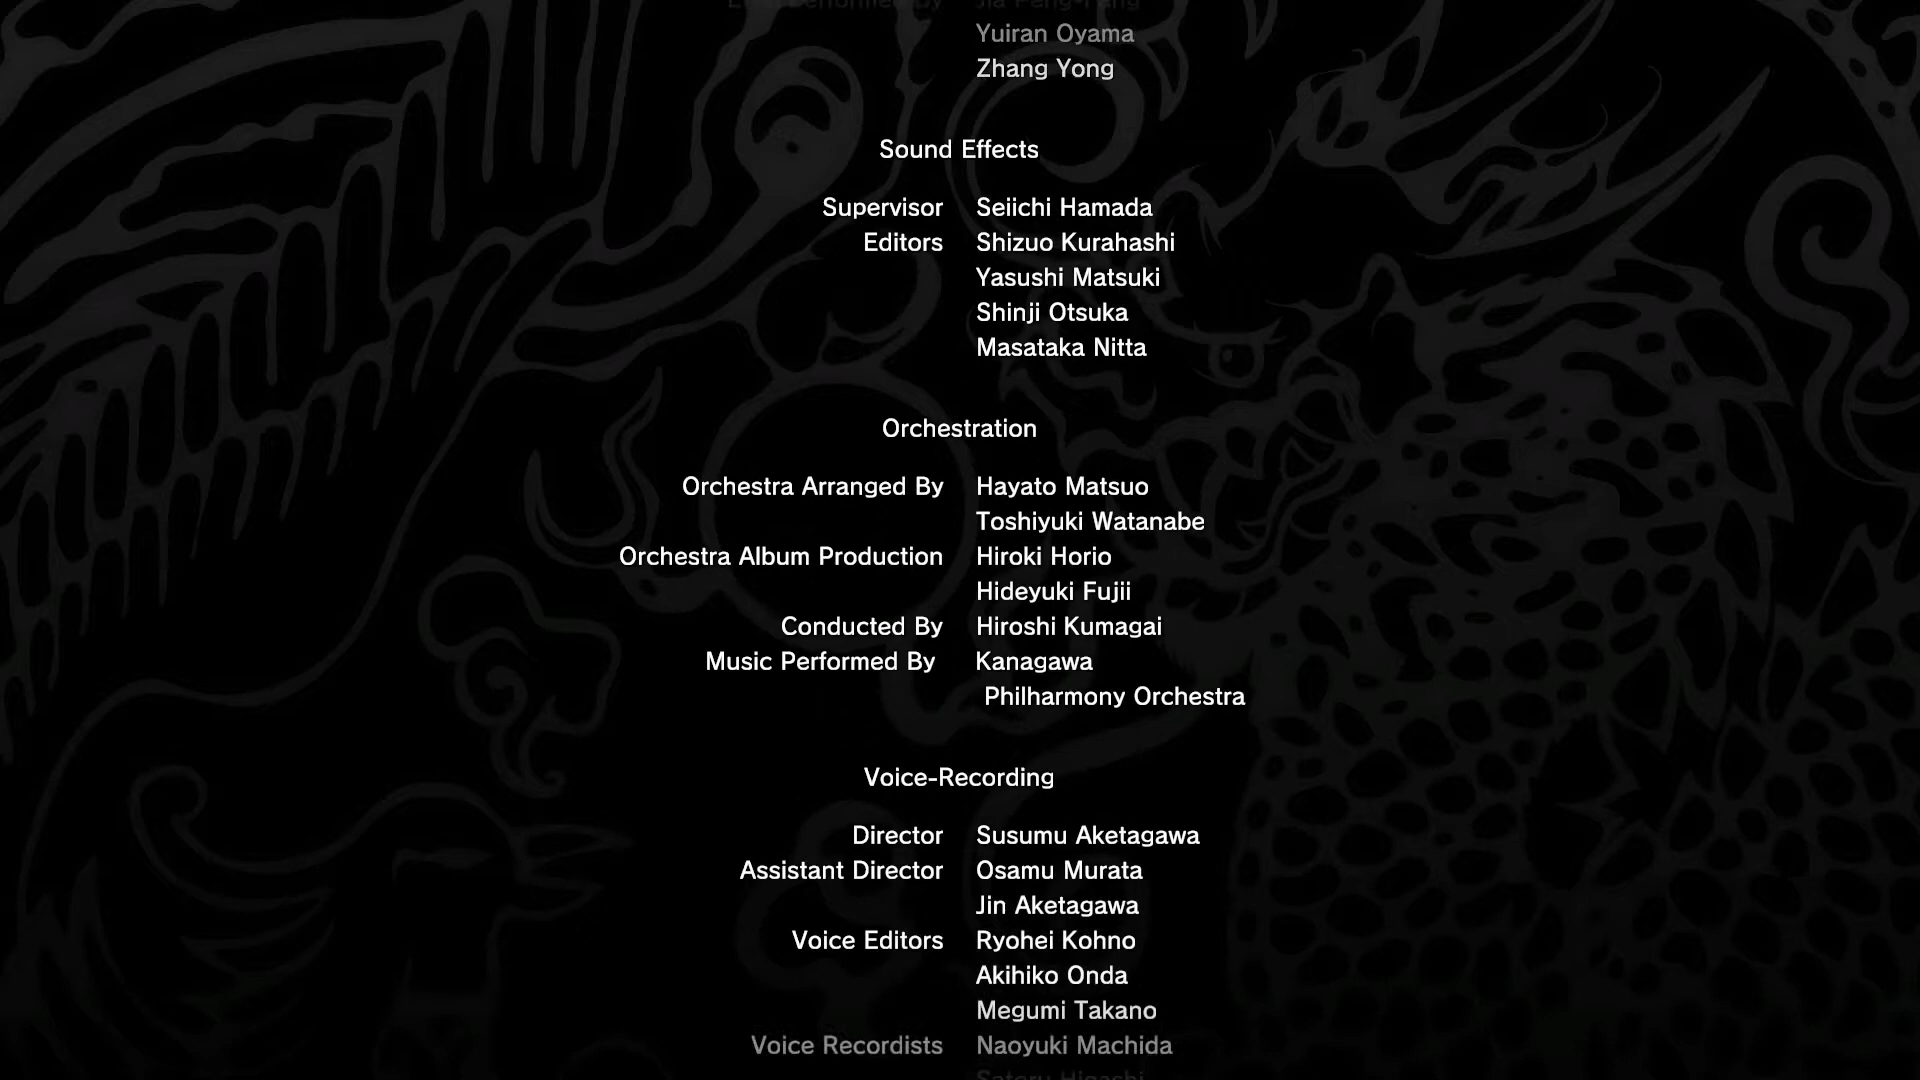 Yuiran Oyama
Zhang Yong
Sound Effects
Supervisor Seiichi Hamada
Editors Shizuo Kurahashi
Yasushi Matsuki
Shinji Otsuka
Masataka Nitta
Orchestration
Orchestra Arranged By Hayato Matsuo
Toshiyuki Watanabe
Orchestra Album Production Hiroki Horio
Hideyuki Fujii
Conducted By Hiroshi Kumagai
Music Performed By Kanagawa
Philharmony Orchestra
Voice-Recording
Director Susumu Aketagawa
Assistant Director Osamu Murata
Jin Aketagawa
Voice Editors Ryohei Kohno
Akihiko Onda
Megumi Takano
Voice Recordists Naoyuki Machida